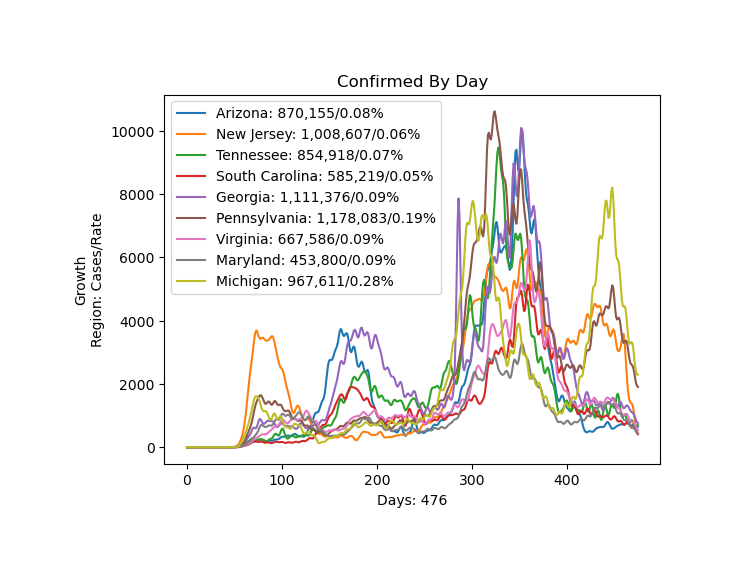 Confirmed By Day
Arizona: 870,155/0.08%
New Jersey: 1,008,607/0.06%
Tennessee: 854,918/0.07%
South Carolina: 585,219/0.05%
Georgia: 1,111,376/0.09%
Pennsylvania: 1,178,083/0.19%
Virginia: 667,586/0.09%
Maryland: 453,800/0.09%
Michigan: 967,611/0.28%
10000
8000
6000
4000
2000
0
Growth
Region: Cases/Rate
0 100 200 300 400
Days: 476